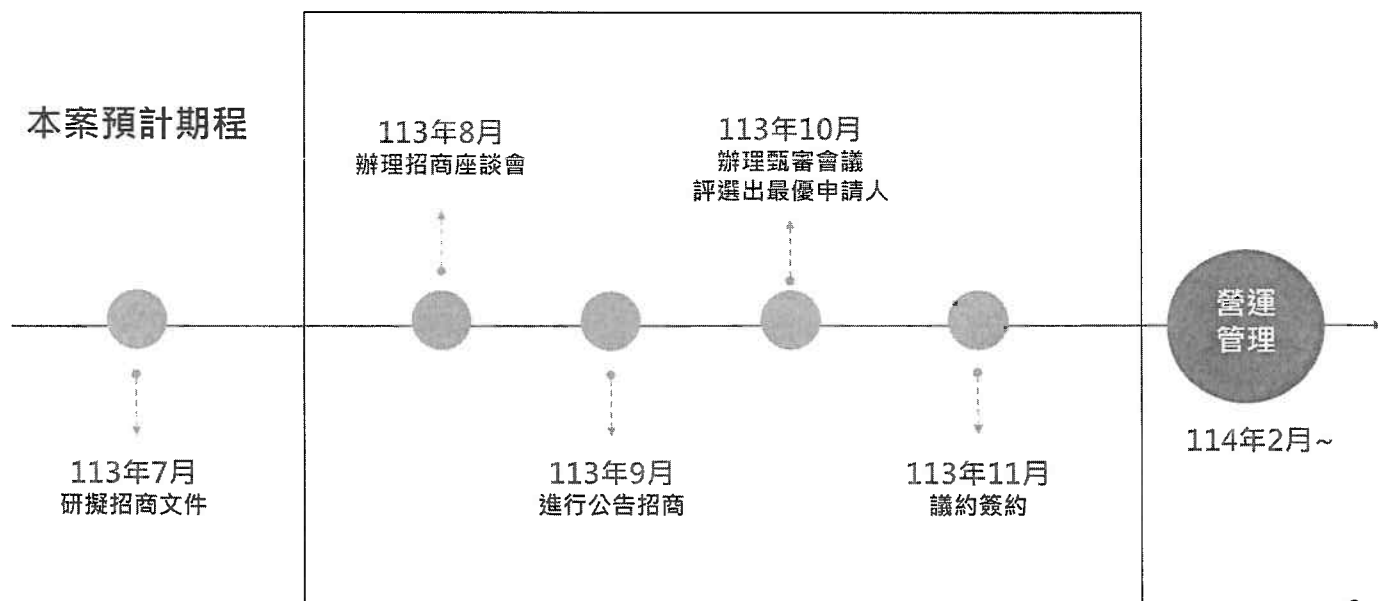 本案預計期程
113年8月
辦理招商座談會
113年10月
辦理甄審會議
評選出最優申請人
營運
管理
114年2月~
113年7月
研擬招商文件
113年9月
進行公告招商
113年11月
議約簽約